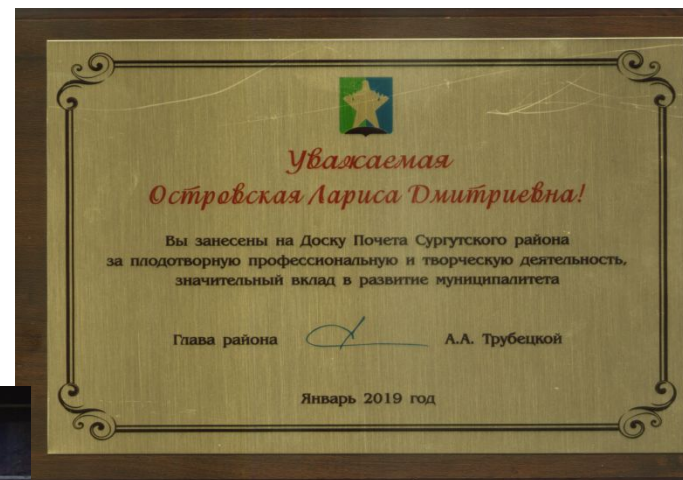 Уважаемая
Островская Лариса Дмитриевна!
Вы занесены на Доску Почета Сургутского района
за плодотворную профессиональную и творческую деятельность,
значительный вклад в развитие муниципалитета
Глава района А.А. Трубецкой
Январь 2019 год